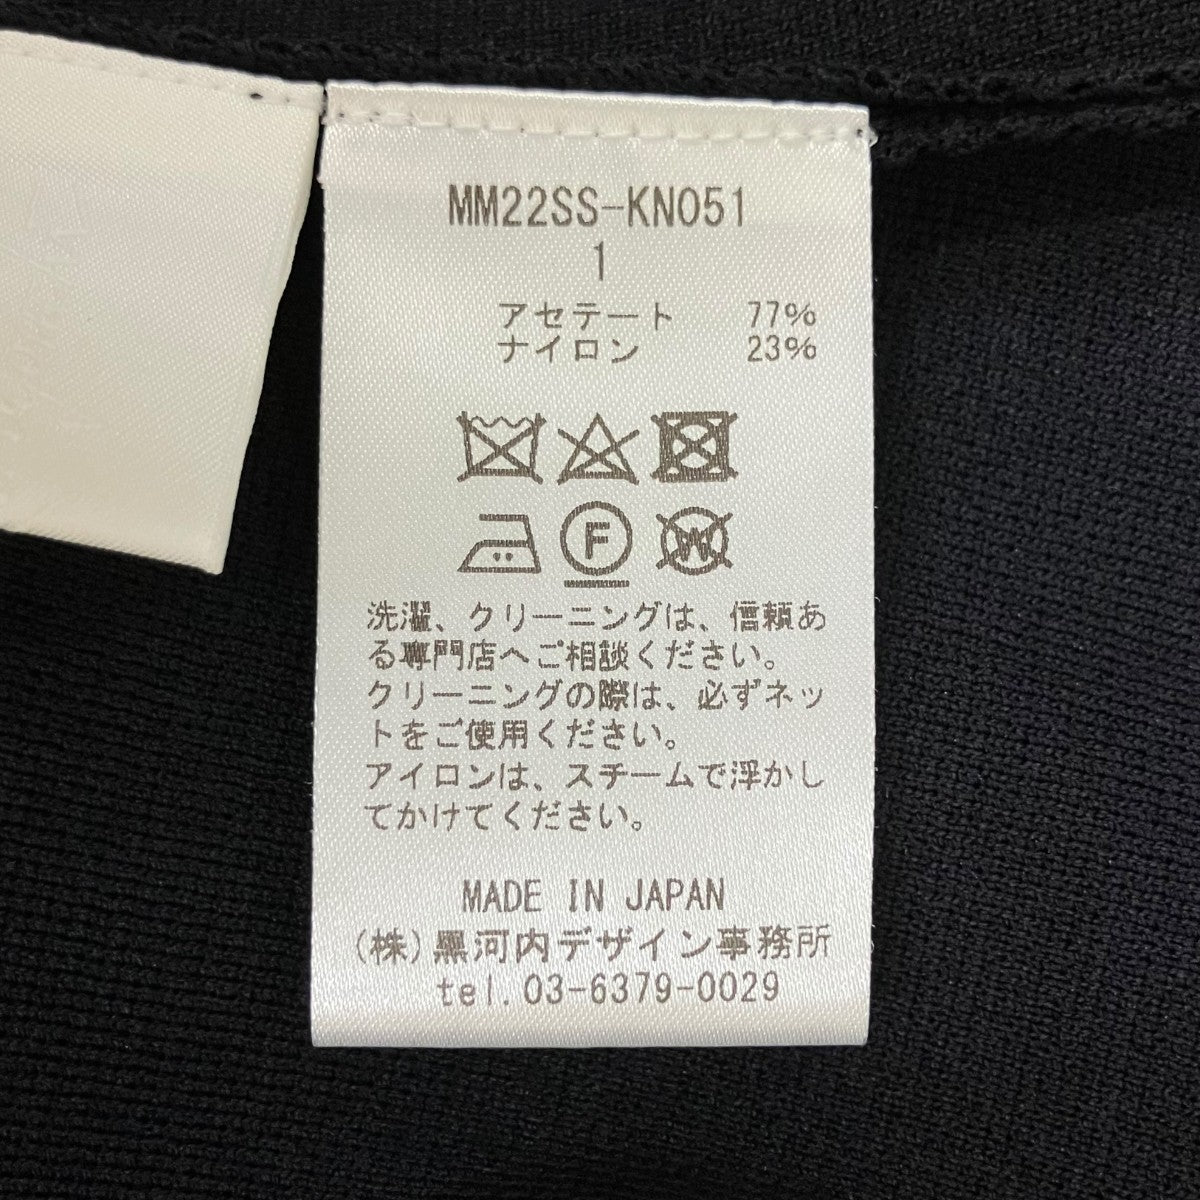 MM22SS-KN051
1
アセテート 77%
ナイロン 23%
F
W
洗濯、クリーニングは、信頼あ
る専門店へご相談ください。
クリーニングの際は、必ずネッ
トをご使用ください。
アイロンは、スチームで浮かし
てかけてください。
MADE IN JAPAN
(株)黒河内デザイン事務所
tel.03-6379-0029